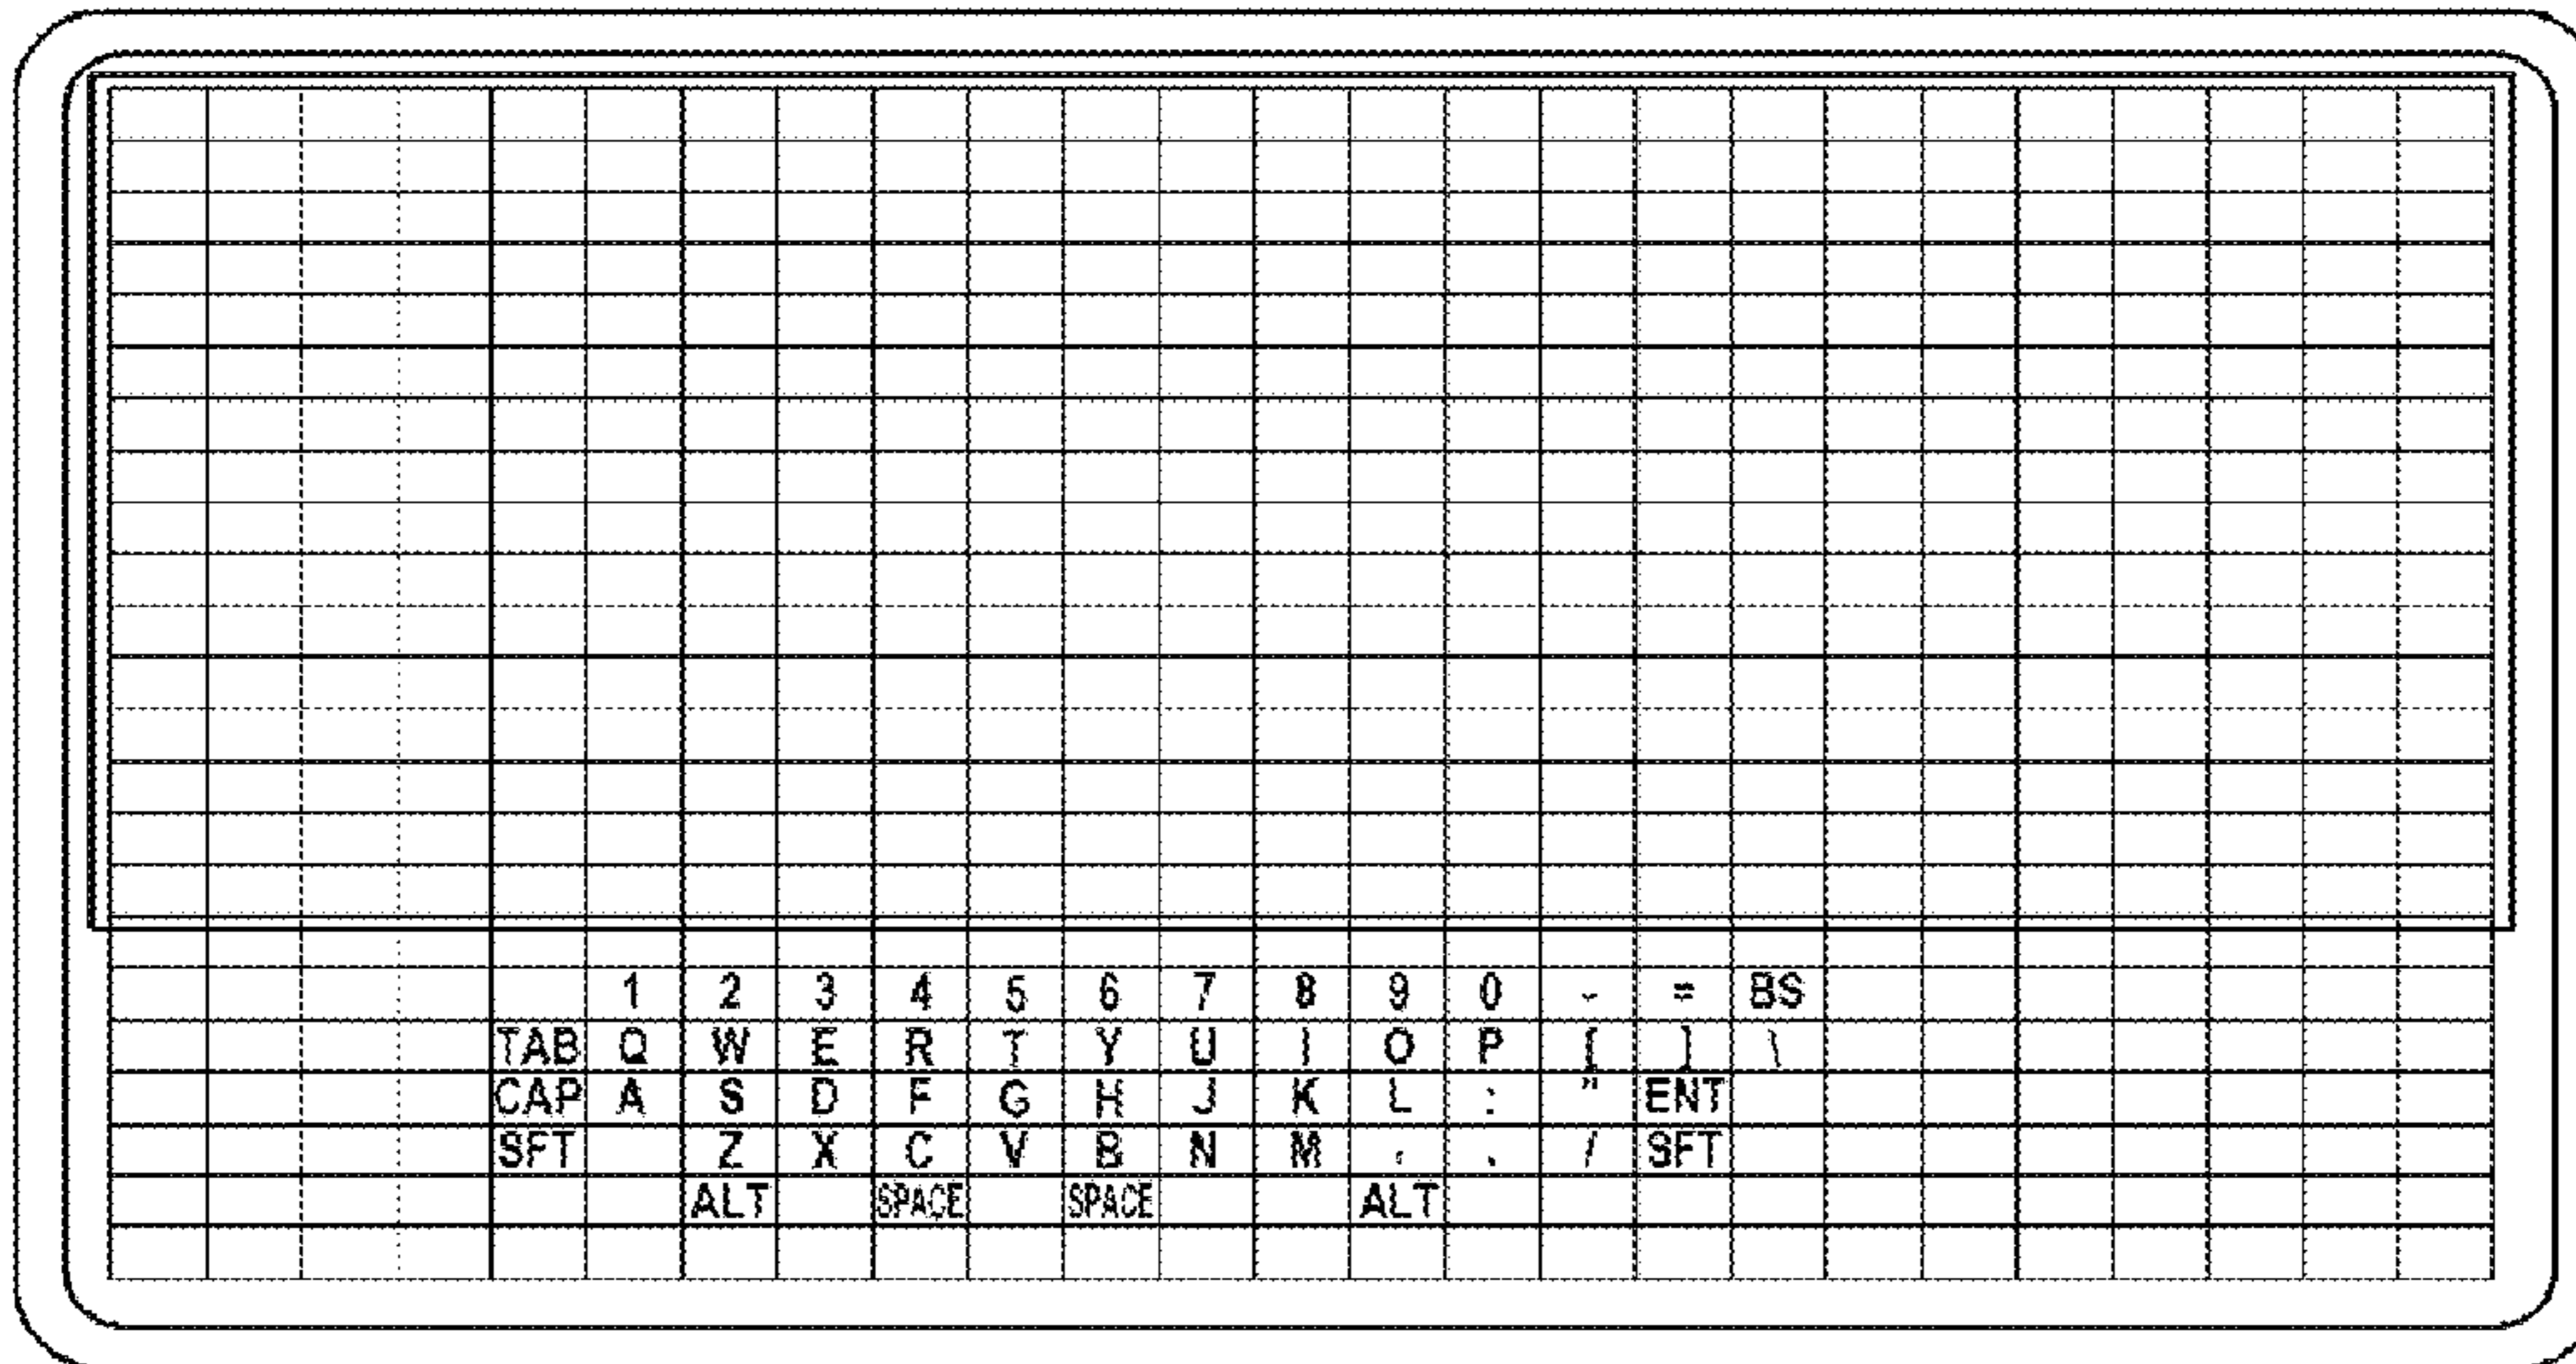 1 2 3 4 5 6 7 8 9 0 - = BS
TAB Q W E R T Y U I O P [ ] \
CAP A S D F G H J K L : " ENT
SFT Z X C V B N M , . / SFT
ALT SPACE SPACE ALT